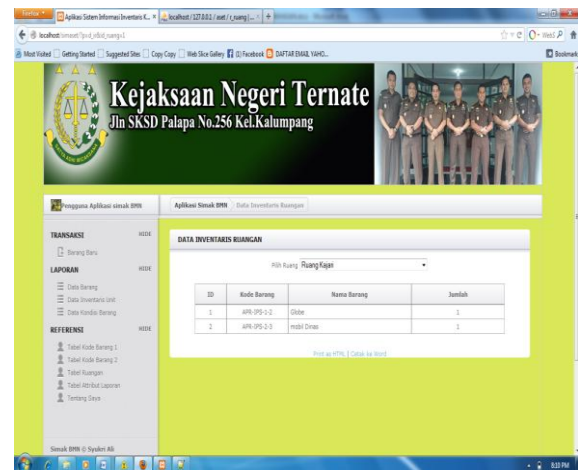 Firefox
Aplikasi Sistem Informasi Inventaris K...
localhost / 127.0.0.1 / aset / r_ruang | ...
Most Visited
Getting Started
Suggested Sites
Copy
Copy
Web Slice Gallery
(1) Facebook
DAFTAR EMAIL YAHO...
Bookmark
Kejaksaan Negeri Ternate
Jln SKSD Palapa No.256 Kel.Kalumpang
Pengguna Aplikasi simak BMN
Aplikasi Simak BMN
Data Inventaris Ruangan
TRANSAKSI HIDE
Barang Baru
LAPORAN HIDE
Data Barang
Data Inventaris Unit
Data Kondisi Barang
REFERENSI HIDE
Tabel Kode Barang 1
Tabel Kode Barang 2
Tabel Ruangan
Tabel Attribut Laporan
Tentang Saya
Simak BMN © Syukri Ali
DATA INVENTARIS RUANGAN
Pilih Ruang Ruang Kajari
ID Kode Barang Nama Barang Jumlah
1 APR-IPS-1-2 Globe 1
2 APR-IPS-2-3 mobil Dinas 1
Print as HTML | Cetak ke Word
8:10 PM